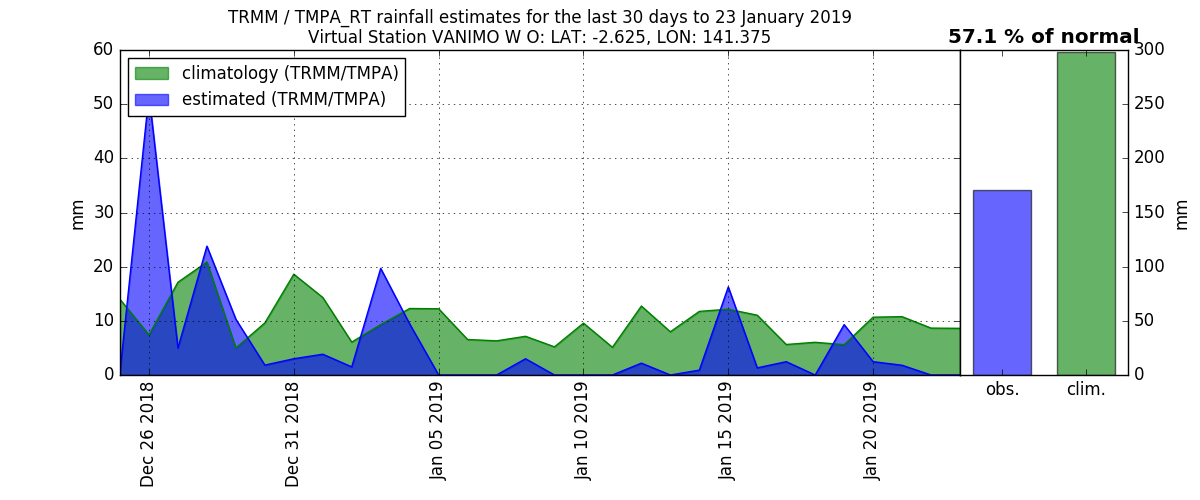 TRMM / TMPA_RT rainfall estimates for the last 30 days to 23 January 2019
Virtual Station VANIMO W O: LAT: -2.625, LON: 141.375
57.1 % of normal
climatology (TRMM/TMPA)
estimated (TRMM/TMPA)
mm
60
50
40
30
20
10
0
Dec 26 2018
Dec 31 2018
Jan 05 2019
Jan 10 2019
Jan 15 2019
Jan 20 2019
obs.
clim.
300
250
200
150
100
50
0
mm